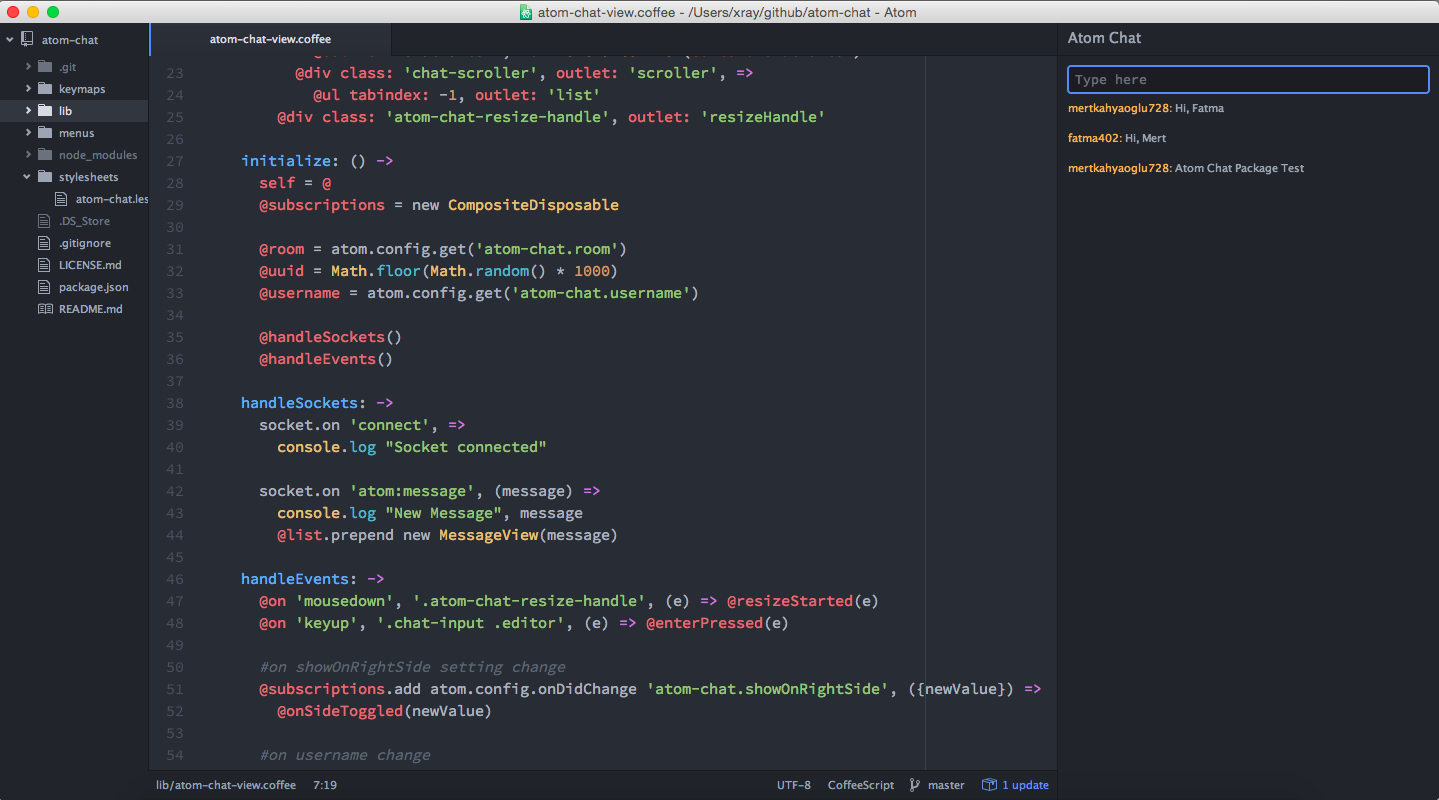 atom-chat-view.coffee - /Users/xray/github/atom-chat - Atom
atom-chat
.git
keymaps
lib
menus
node_modules
stylesheets
atom-chat.les
.DS_Store
.gitignore
LICENSE.md
package.json
README.md
atom-chat-view.coffee
23 @div class: 'chat-scroller', outlet: 'scroller', =>
24 @ul tabindex: -1, outlet: 'list'
25 @div class: 'atom-chat-resize-handle', outlet: 'resizeHandle'
26
27 initialize: () ->
28 self = @
29 @subscriptions = new CompositeDisposable
30
31 @room = atom.config.get('atom-chat.room')
32 @uuid = Math.floor(Math.random() * 1000)
33 @username = atom.config.get('atom-chat.username')
34
35 @handleSockets()
36 @handleEvents()
37
38 handleSockets: ->
39 socket.on 'connect', =>
40 console.log "Socket connected"
41
42 socket.on 'atom:message', (message) =>
43 console.log "New Message", message
44 @list.prepend new MessageView(message)
45
46 handleEvents: ->
47 @on 'mousedown', '.atom-chat-resize-handle', (e) => @resizeStarted(e)
48 @on 'keyup', '.chat-input .editor', (e) => @enterPressed(e)
49
50 #on showOnRightSide setting change
51 @subscriptions.add atom.config.onDidChange 'atom-chat.showOnRightSide', ({newValue}) =>
52 @onSideToggled(newValue)
53
54 #on username change
lib/atom-chat-view.coffee 7:19 UTF-8 CoffeeScript master 1 update
Atom Chat
Type here
mertkahyaoglu728: Hi, Fatma
fatma402: Hi, Mert
mertkahyaoglu728: Atom Chat Package Test